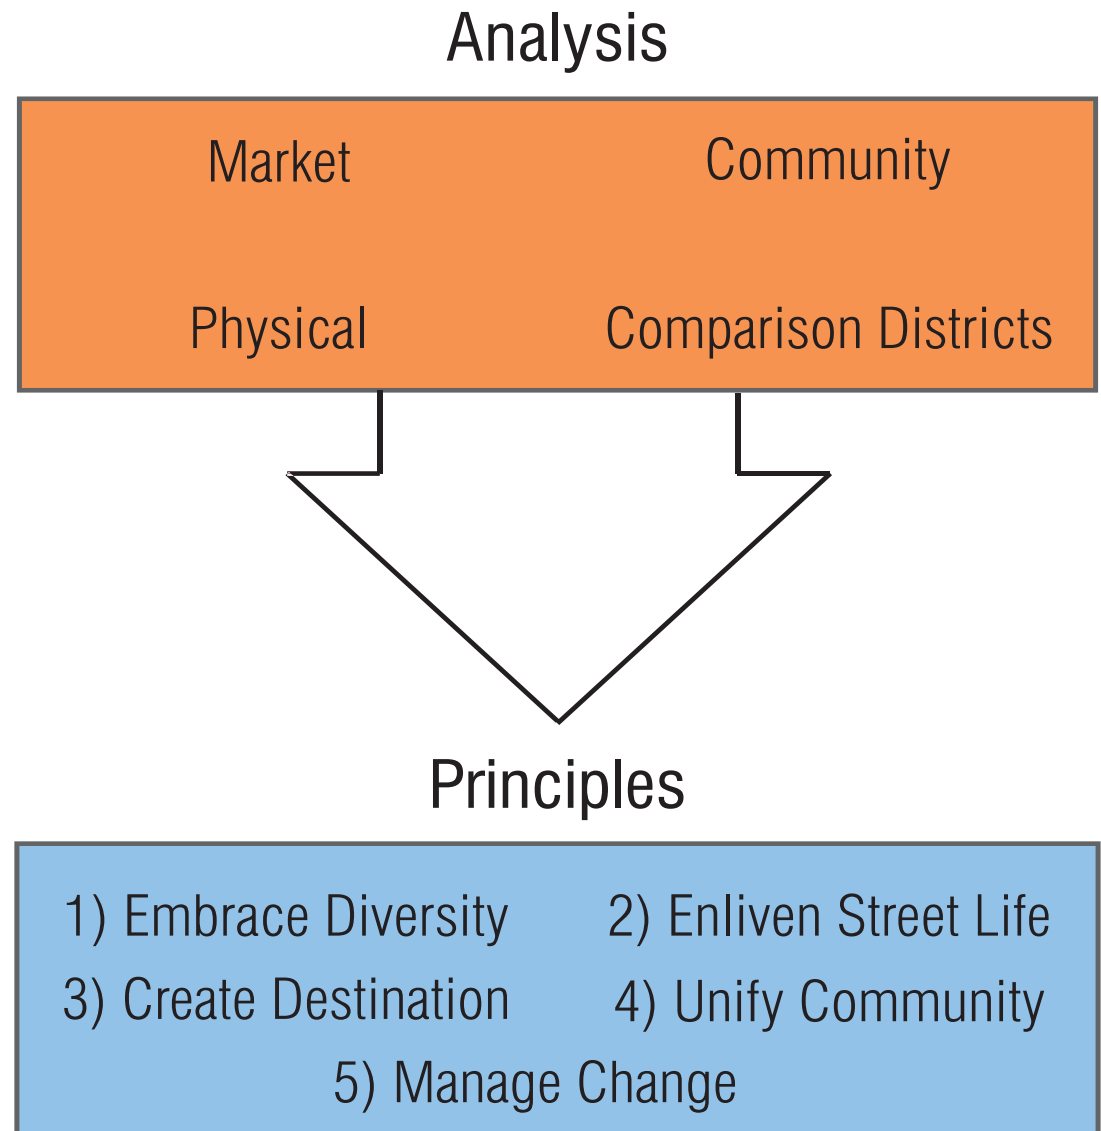 Analysis
Market Community
Physical Comparison Districts
Principles
1) Embrace Diversity 2) Enliven Street Life
3) Create Destination 4) Unify Community
5) Manage Change